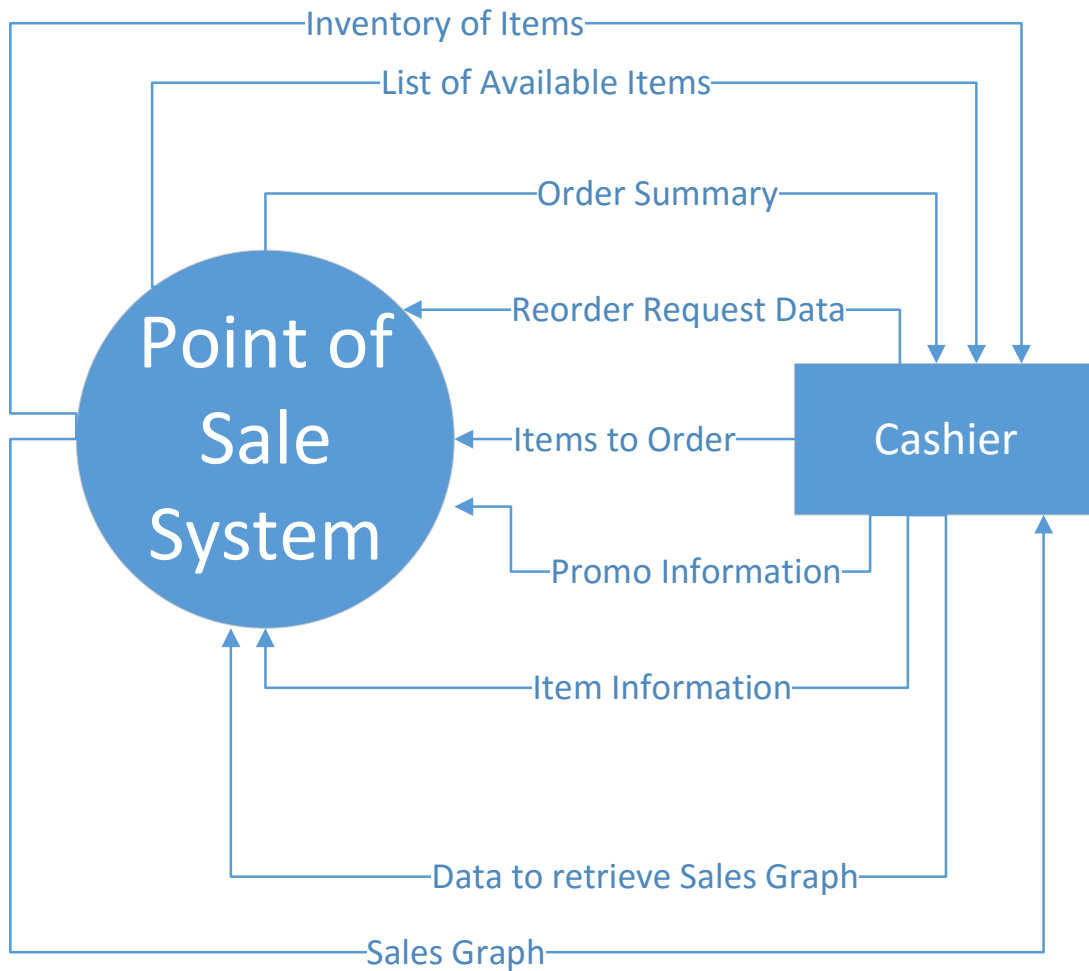 Inventory of Items
List of Available Items
Order Summary
Reorder Request Data
Point of
Sale
System
Items to Order
Cashier
Promo Information
Item Information
Data to retrieve Sales Graph
Sales Graph